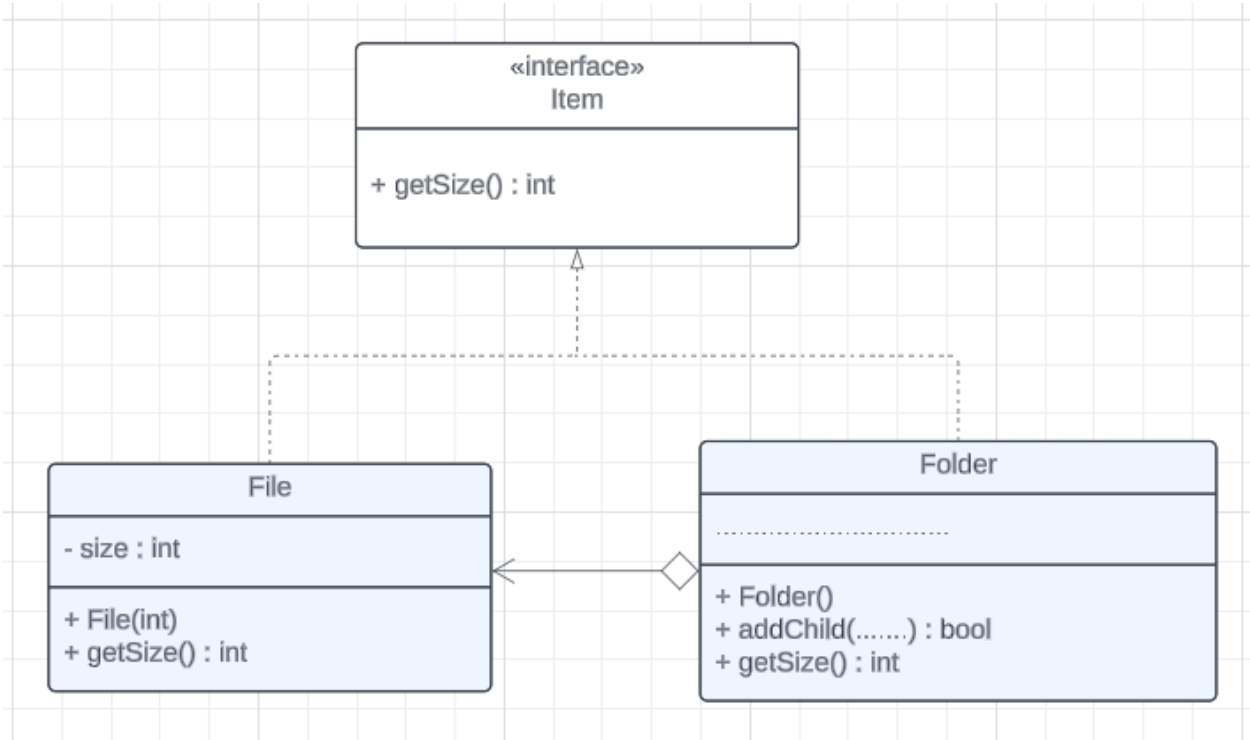 «interface»
Item
+ getSize() : int
File
- size : int
+ File(int)
+ getSize() : int
Folder
.................................
+ Folder()
+ addChild(.......) : bool
+ getSize() : int